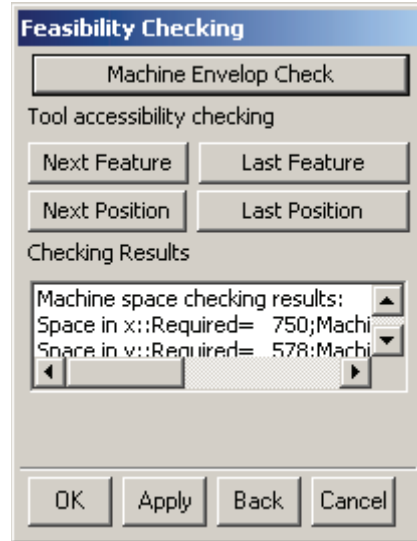 Feasibility Checking
Machine Envelop Check
Tool accessibility checking
Next Feature Last Feature
Next Position Last Position
Checking Results
Machine space checking results:
Space in x::Required= 750;Machi
Space in y::Required= 578;Machi
OK Apply Back Cancel